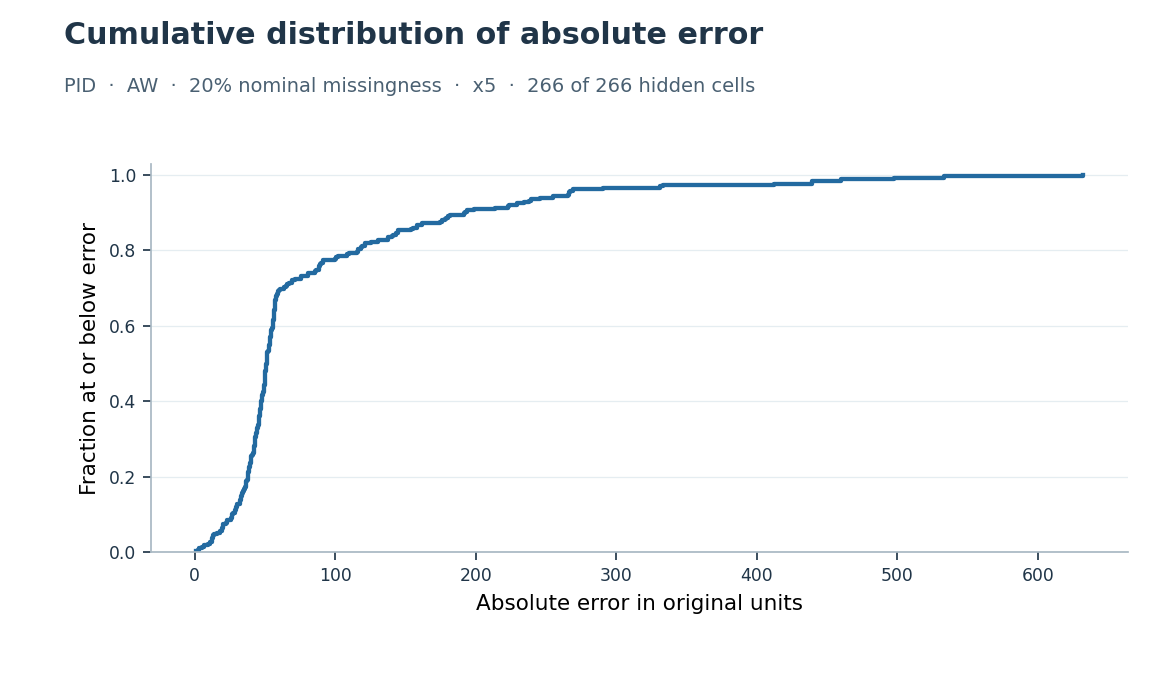 Cumulative distribution of absolute error
PID · AW · 20% nominal missingness · x5 · 266 of 266 hidden cells
Fraction at or below error
1.0
0.8
0.6
0.4
0.2
0.0
0 100 200 300 400 500 600
Absolute error in original units